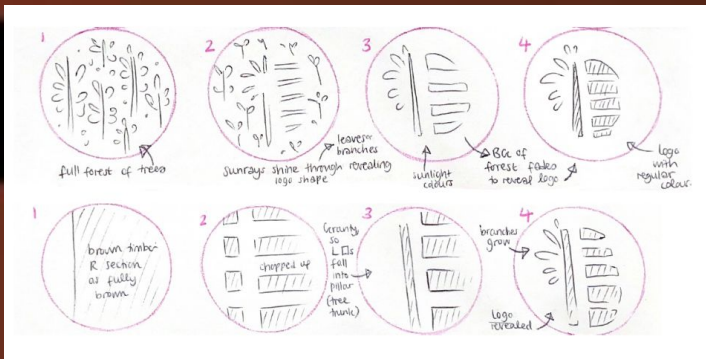 1
full forest of trees
2
sunrays shine through revealing
logo shape
leaves or
branches
3
sunlight
colours
BG of
forest fades
to reveal logo
4
logo
with
regular
colour.
1
brown timber
R section
as fully
brown
2
chopped up
Gravity,
so
L □s
fall
into
pillar
(tree
trunk)
3
4
branches
grow
Logo
revealed